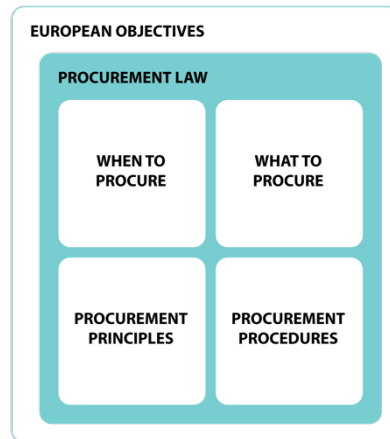 EUROPEAN OBJECTIVES
PROCUREMENT LAW
WHEN TO
PROCURE
WHAT TO
PROCURE
PROCUREMENT
PRINCIPLES
PROCUREMENT
PROCEDURES